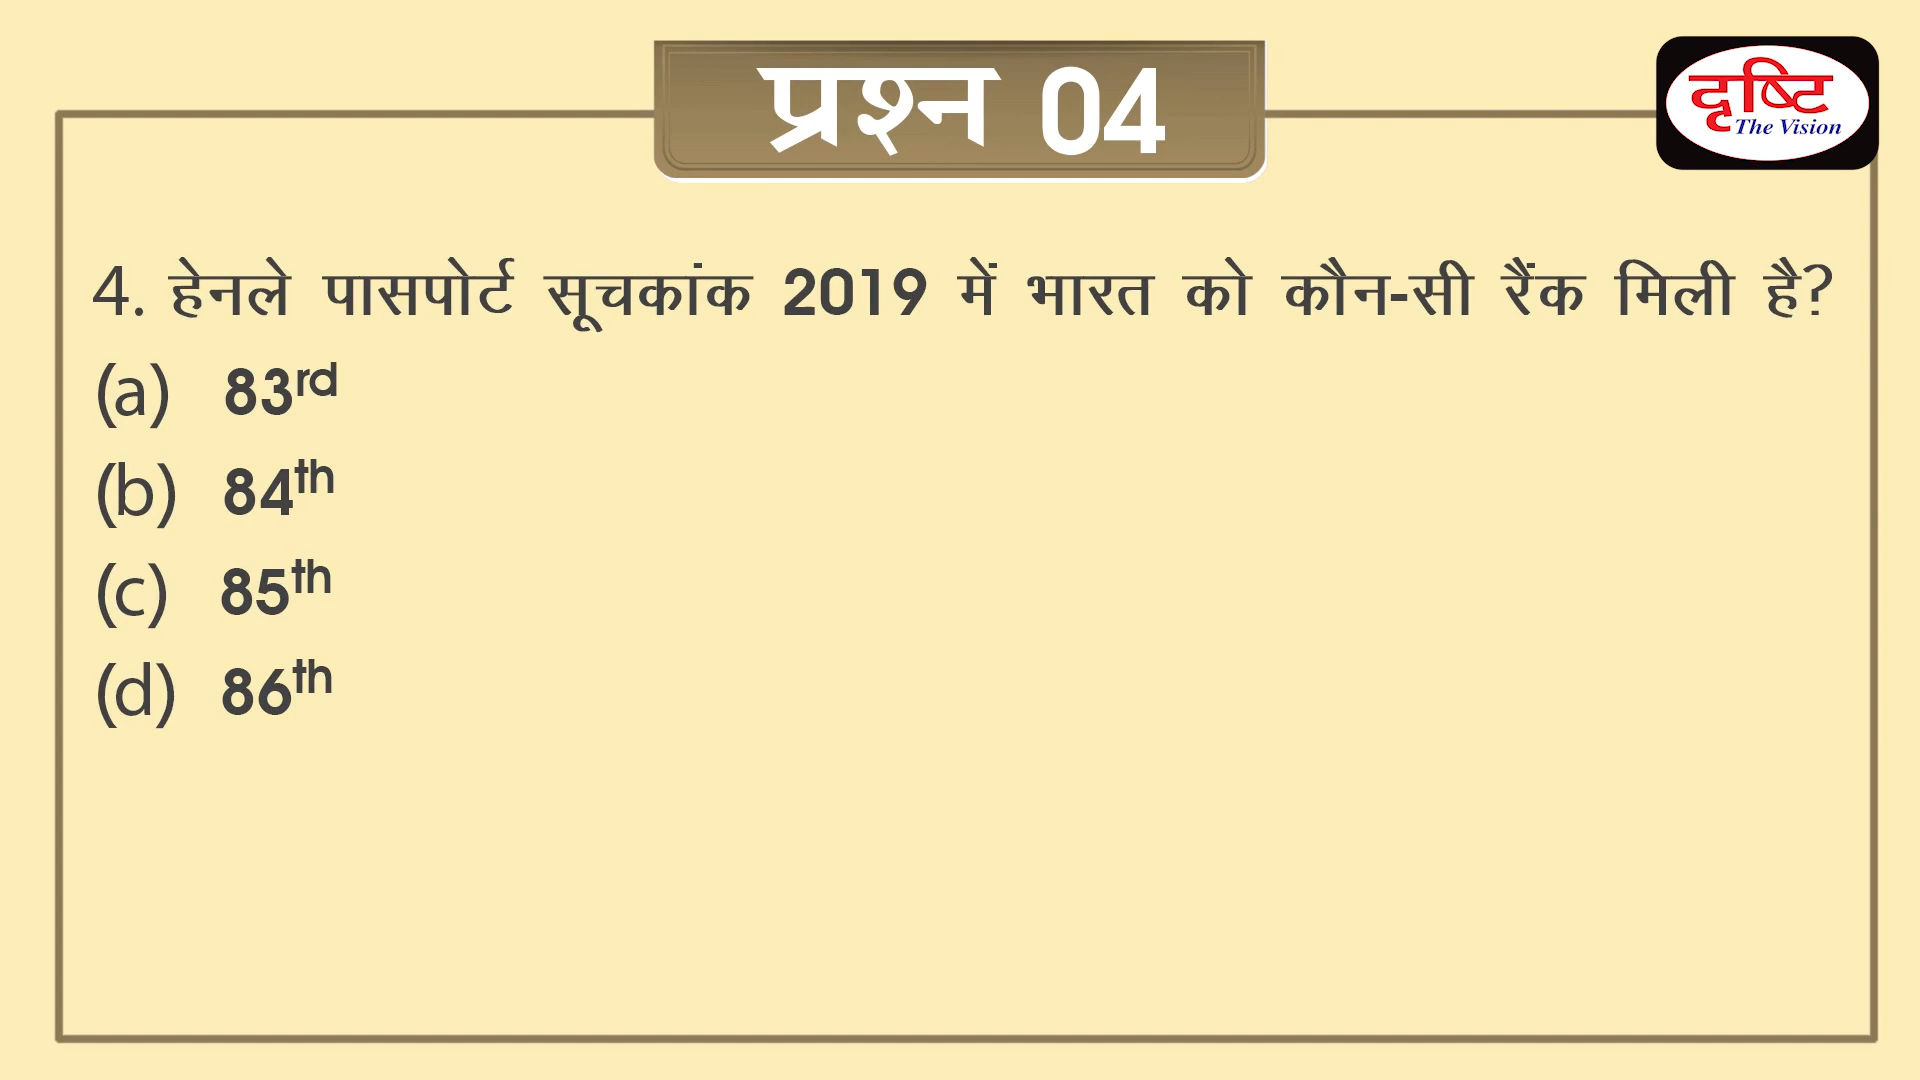 प्रश्न 04
दृष्टि
The Vision
4. हेनले पासपोर्ट सूचकांक 2019 में भारत को कौन-सी रैंक मिली है?
(a) 83rd
(b) 84th
(c) 85th
(d) 86th